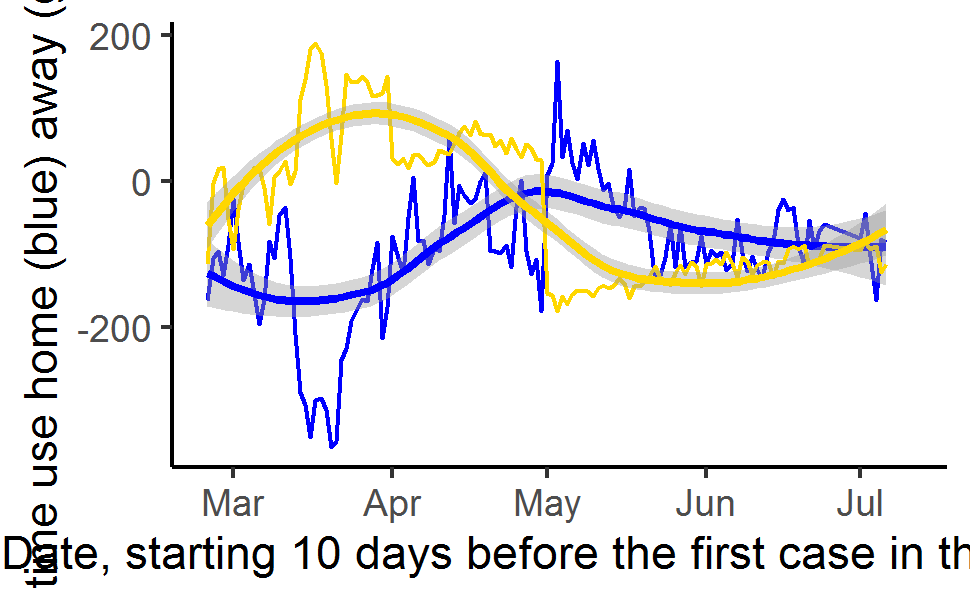 time use home (blue) away (
200
0
-200
Mar Apr May Jun Jul
Date, starting 10 days before the first case in th